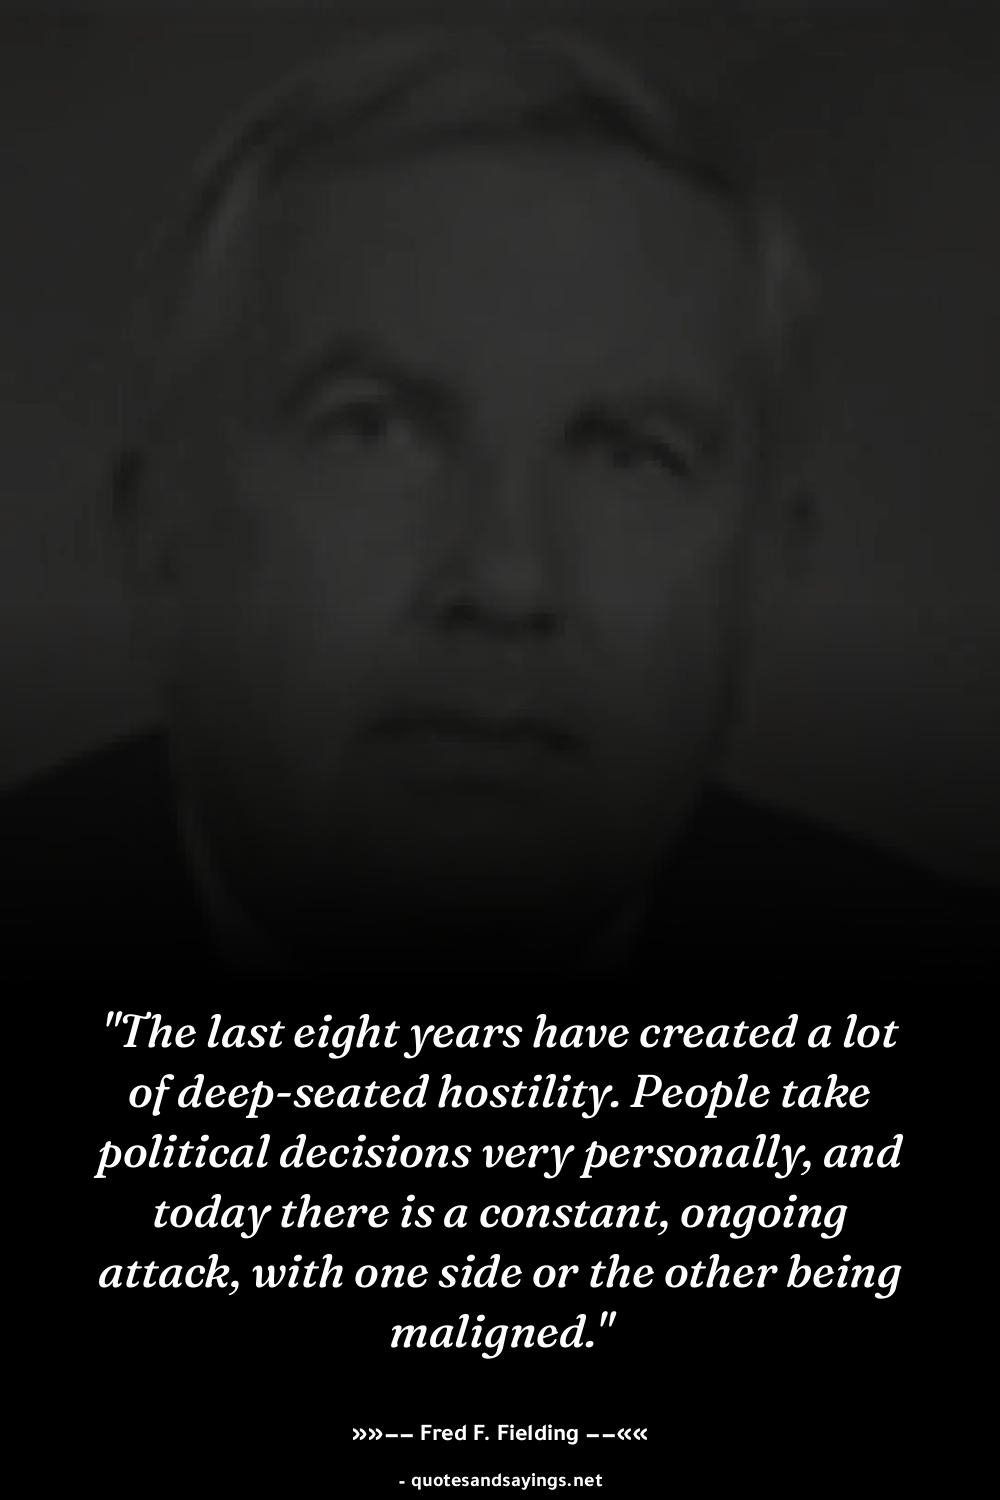 "The last eight years have created a lot
of deep-seated hostility. People take
political decisions very personally, and
today there is a constant, ongoing
attack, with one side or the other being
maligned."
»»–– Fred F. Fielding ––««
- quotesandsayings.net